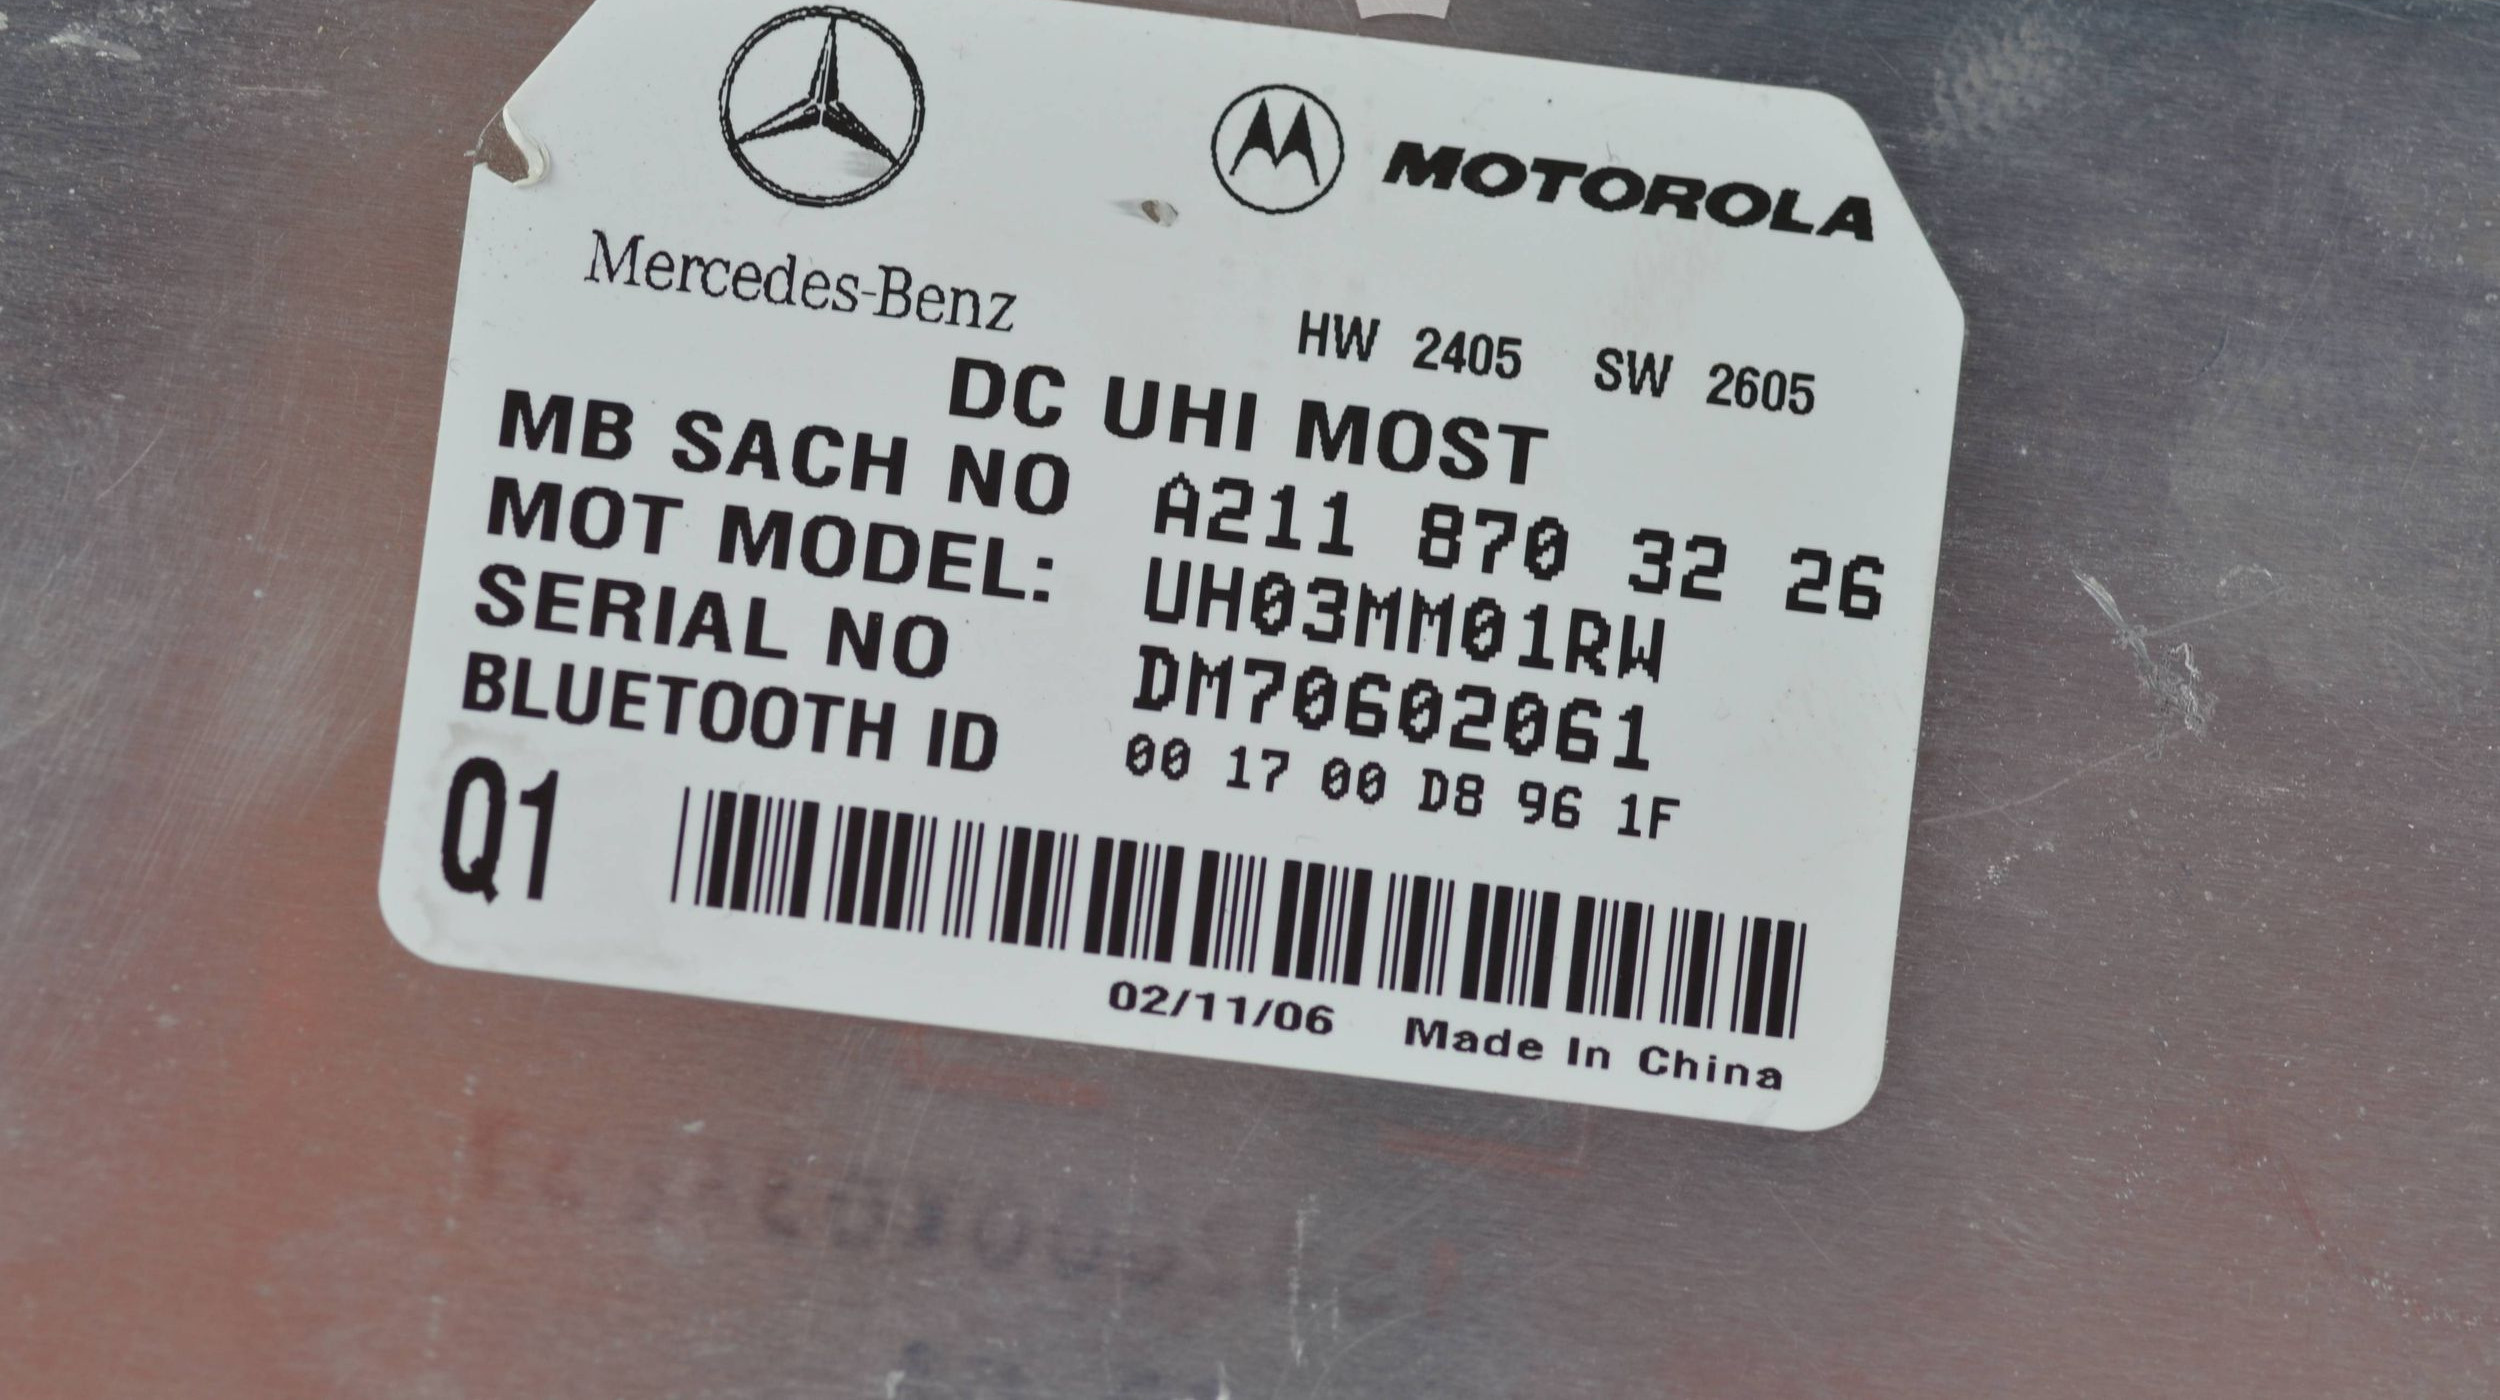 MOTOROLA
Mercedes-Benz
HW 2405 SW 2605
DC UHI MOST
MB SACH NO A211 870 32 26
MOT MODEL: UH03MM01RW
SERIAL NO DM70602061
BLUETOOTH ID 00 17 00 D8 96 1F
Q1
02/11/06 Made In China